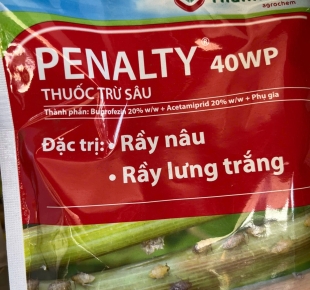 agrochem
PENALTY® 40WP
THUỐC TRỪ SÂU
Thành phần: Buprofezin 20% w/w + Acetamiprid 20% w/w + Phụ gia
Đặc trị: • Rầy nâu
• Rầy lưng trắng